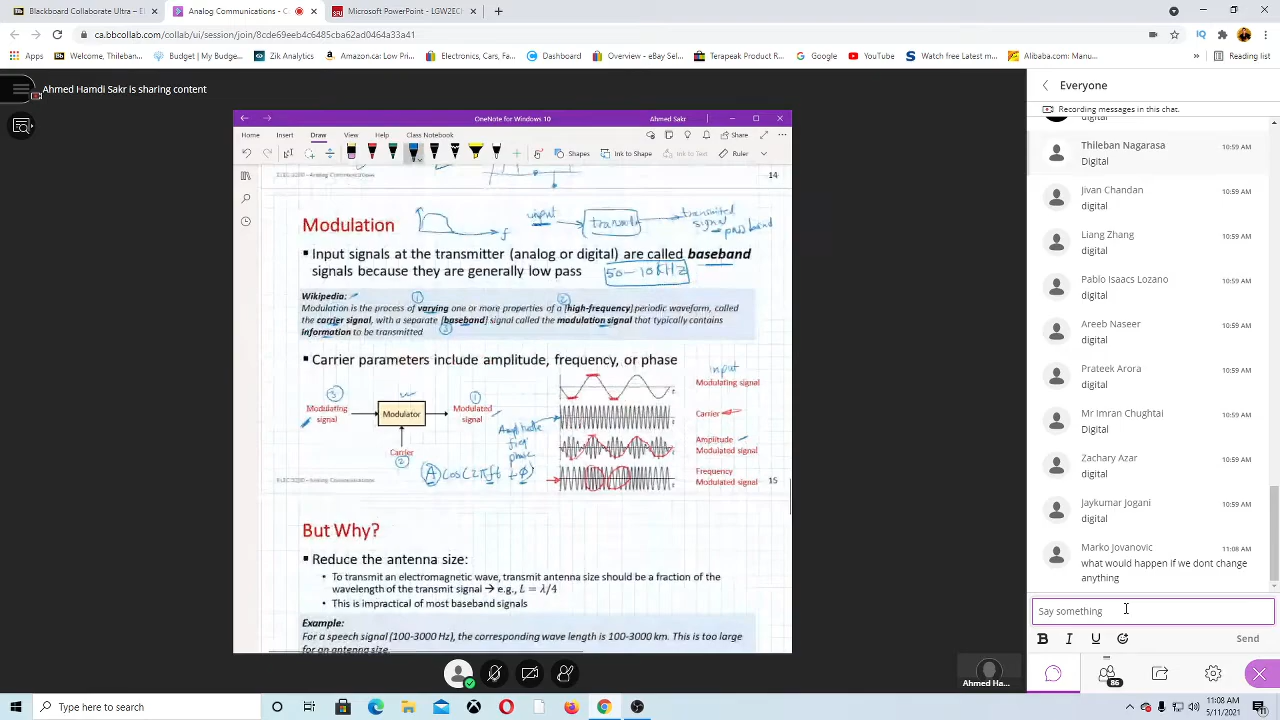 Blackboard Collaborate Ultra – El
Analog Communications - C
Microsoft PowerPoint - LGW2ECH
ca.bbcollab.com/collab/ui/session/join/8cde69eeb4c6485cba62ad0464a33a41
Apps
Welcome, Thileban...
Budget | My Budge...
Zik Analytics
Amazon.ca: Low Pri...
Electronics, Cars, Fa...
Dashboard
Overview - eBay Sel...
Terapeak Product R...
Google
YouTube
Watch free latest m...
Alibaba.com: Manu...
»
Reading list
Ahmed Hamdi Sakr is sharing content
OneNote for Windows 10
Ahmed Sakr
Home Insert Draw View Help Class Notebook
Share
Shapes
Ink to Shape
Ink to Text
Ruler
14
Modulation
input
transmitted
signal
pass band
f
Input signals at the transmitter (analog or digital) are called baseband
signals because they are generally low pass
50-10kHz
Wikipedia:
Modulation is the process of varying one or more properties of a [high-frequency] periodic waveform, called
the carrier signal, with a separate [baseband] signal called the modulation signal that typically contains
information to be transmitted
Carrier parameters include amplitude, frequency, or phase
input
Modulating signal
Modulating
signal
Modulator
Modulated
signal
Carrier
Carrier
Amplitude
freq
phase
Amplitude
Modulated signal
Frequency
Modulated signal
A cos(2πft + φ)
ELEC 3200 – Analog Communications
15
But Why?
Reduce the antenna size:
• To transmit an electromagnetic wave, transmit antenna size should be a fraction of the
wavelength of the transmit signal → e.g., L = λ/4
• This is impractical of most baseband signals
Example:
For a speech signal (100-3000 Hz), the corresponding wave length is 100-3000 km. This is too large
for an antenna size.
Everyone
Recording messages in this chat.
digital
Thileban Nagarasa 10:59 AM
Digital
Jivan Chandan 10:59 AM
digital
Liang Zhang 10:59 AM
digital
Pablo Isaacs Lozano 10:59 AM
digital
Areeb Naseer 10:59 AM
digital
Prateek Arora 10:59 AM
digital
Mr Imran Chughtai 10:59 AM
Digital
Zachary Azar 10:59 AM
digital
Jaykumar Jogani 10:59 AM
digital
Marko Jovanovic 11:08 AM
what would happen if we dont change
anything
Say something
Send
Ahmed Ha...
86
Type here to search
11:08 AM
5/11/2021